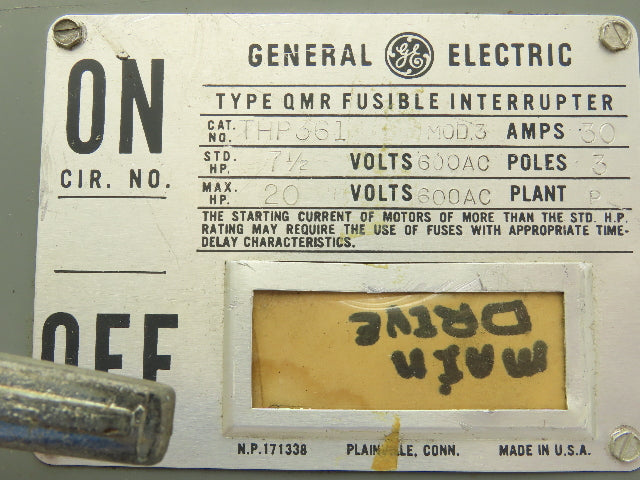 ON
CIR. NO.
OFF
GENERAL GE ELECTRIC
TYPE QMR FUSIBLE INTERRUPTER
CAT. NO. THP361 MOD.3 AMPS 30
STD. HP. 7½ VOLTS 600AC POLES 3
MAX. HP. 20 VOLTS 600AC PLANT P
THE STARTING CURRENT OF MOTORS OF MORE THAN THE STD. H.P.
RATING MAY REQUIRE THE USE OF FUSES WITH APPROPRIATE TIME-
DELAY CHARACTERISTICS.
MAIN
DRIVE
N.P.171338 PLAINVILLE, CONN. MADE IN U.S.A.